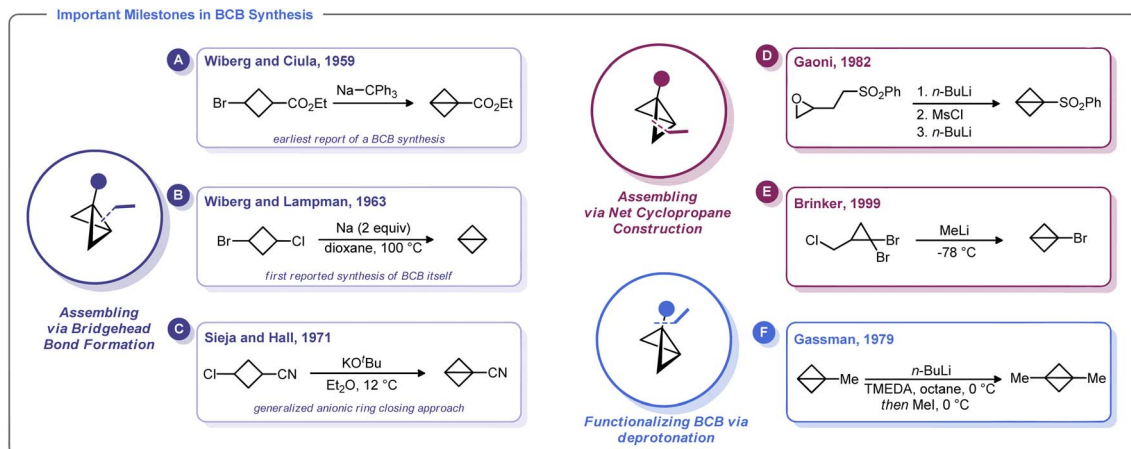 Important Milestones in BCB Synthesis
A
Wiberg and Ciula, 1959
Br
CO₂Et
Na–CPh₃
CO₂Et
earliest report of a BCB synthesis
B
Wiberg and Lampman, 1963
Br
Cl
Na (2 equiv)
dioxane, 100 °C
first reported synthesis of BCB itself
Assembling
via Bridgehead
Bond Formation
C
Sieja and Hall, 1971
Cl
CN
KOᵗBu
Et₂O, 12 °C
CN
generalized anionic ring closing approach
Assembling
via Net Cyclopropane
Construction
D
Gaoni, 1982
O
SO₂Ph
1. n-BuLi
2. MsCl
3. n-BuLi
SO₂Ph
E
Brinker, 1999
Cl
Br
Br
MeLi
-78 °C
Br
Functionalizing BCB via
deprotonation
F
Gassman, 1979
Me
n-BuLi
TMEDA, octane, 0 °C
then MeI, 0 °C
Me
Me